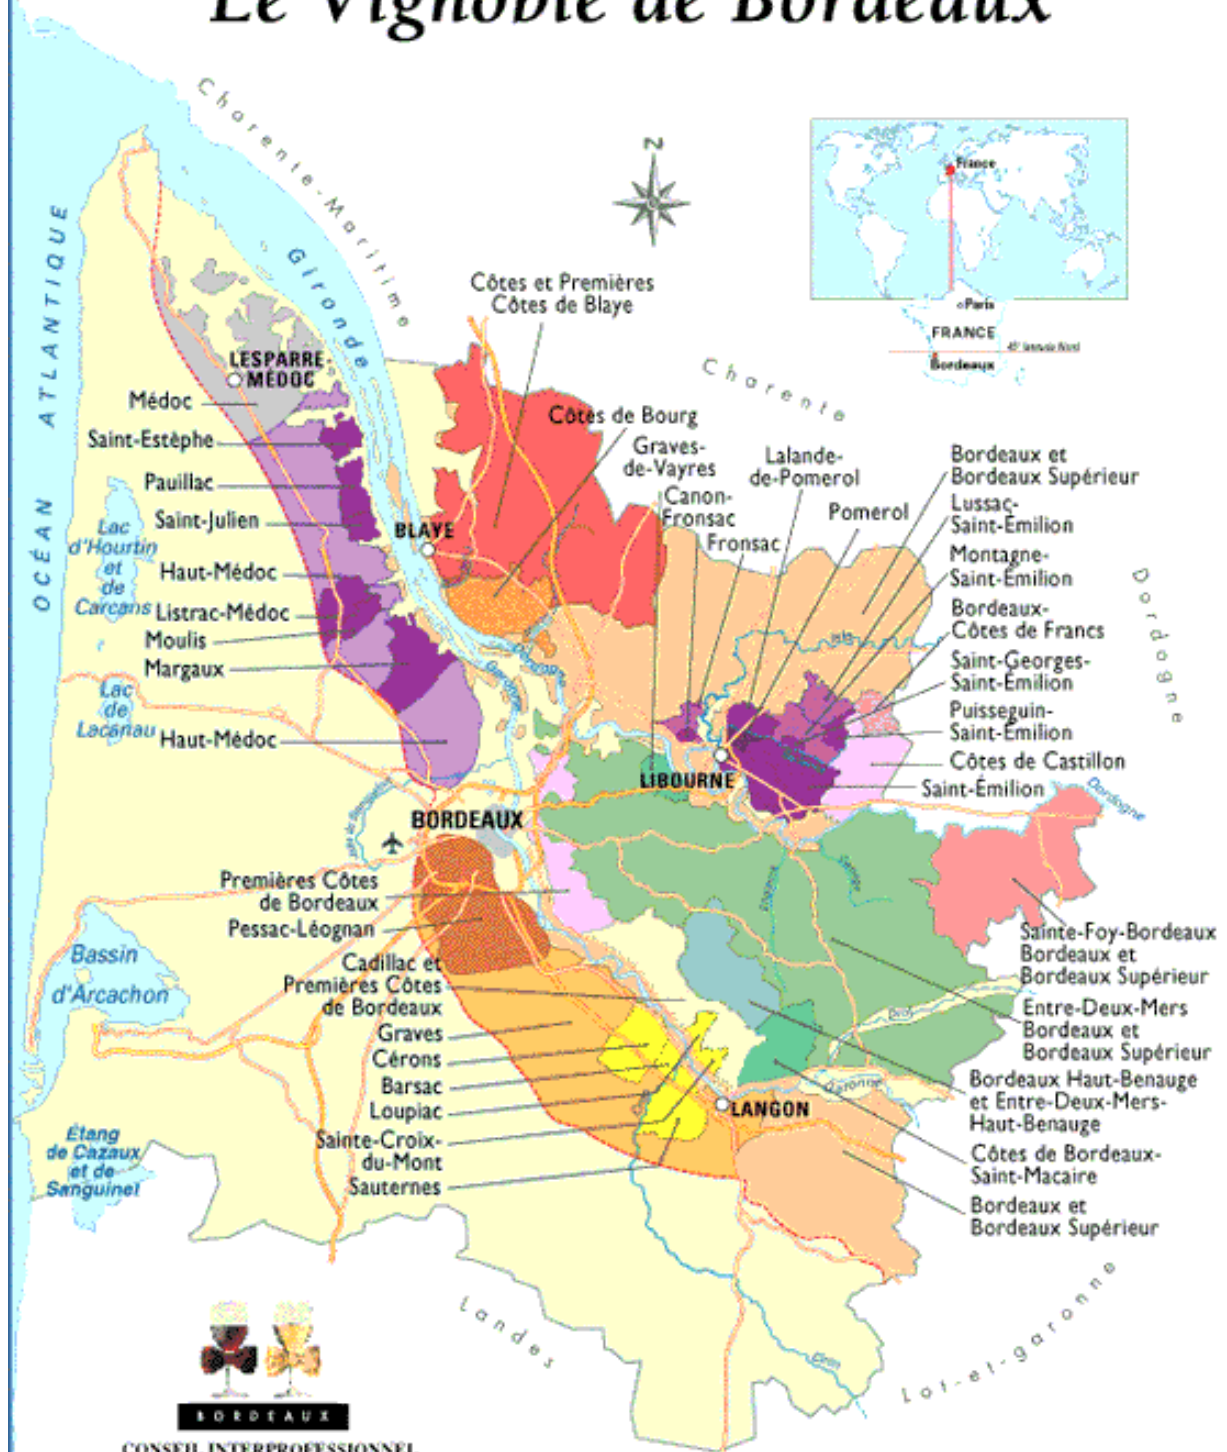 Le Vignoble de Bordeaux
Charente-Maritime
N
France
Paris
FRANCE
Bordeaux
OCÉAN ATLANTIQUE
Gironde
Côtes et Premières
Côtes de Blaye
Charente
LESPARRE-
MÉDOC
Médoc
Saint-Estèphe
Pauillac
Saint-Julien
Haut-Médoc
Listrac-Médoc
Moulis
Margaux
Haut-Médoc
Lac
d'Hourtin
et
de
Carcans
Lac
de
Lacanau
BLAYE
Côtes de Bourg
Graves-
de-Vayres
Canon-
Fronsac
Fronsac
Lalande-
de-Pomerol
Pomerol
Bordeaux et
Bordeaux Supérieur
Lussac-
Saint-Émilion
Montagne-
Saint-Émilion
Bordeaux-
Côtes de Francs
Saint-Georges-
Saint-Émilion
Puisseguin-
Saint-Émilion
Côtes de Castillon
Saint-Émilion
Dordogne
Isle
Dordogne
Garonne
LIBOURNE
Dordogne
BORDEAUX
Premières Côtes
de Bordeaux
Pessac-Léognan
Cadillac et
Premières Côtes
de Bordeaux
Graves
Cérons
Barsac
Loupiac
Sainte-Croix-
du-Mont
Sauternes
Bassin
d'Arcachon
Étang
de Cazaux
et de
Sanguinet
Sainte-Foy-Bordeaux
Bordeaux et
Bordeaux Supérieur
Entre-Deux-Mers
Bordeaux et
Bordeaux Supérieur
Bordeaux Haut-Benauge
et Entre-Deux-Mers-
Haut-Benauge
Côtes de Bordeaux-
Saint-Macaire
Bordeaux et
Bordeaux Supérieur
Garonne
LANGON
Landes
Lot-et-garonne
BORDEAUX
CONSEIL INTERPROFESSIONNEL